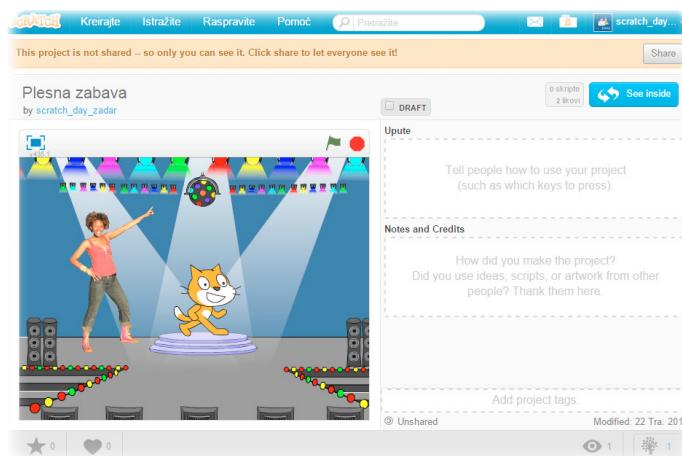 SCRATCH Kreirajte Istražite Raspravite Pomoć Pretražite scratch_day_...
This project is not shared – so only you can see it. Click share to let everyone see it! Share
Plesna zabava
by scratch_day_zadar
DRAFT
0 skripte
2 likovi
See inside
Upute
Tell people how to use your project
(such as which keys to press).
Notes and Credits
How did you make the project?
Did you use ideas, scripts, or artwork from other
people? Thank them here.
Add project tags.
Unshared Modified: 22 Tra. 201
0 0 1 1